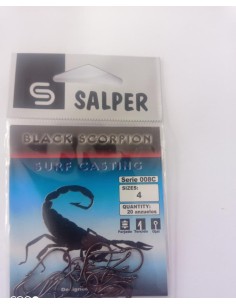 SALPER
BLACK SCORPION
SURF CASTING
Serie 008C
SIZES:
4
QUANTITY:
20 anzuelos